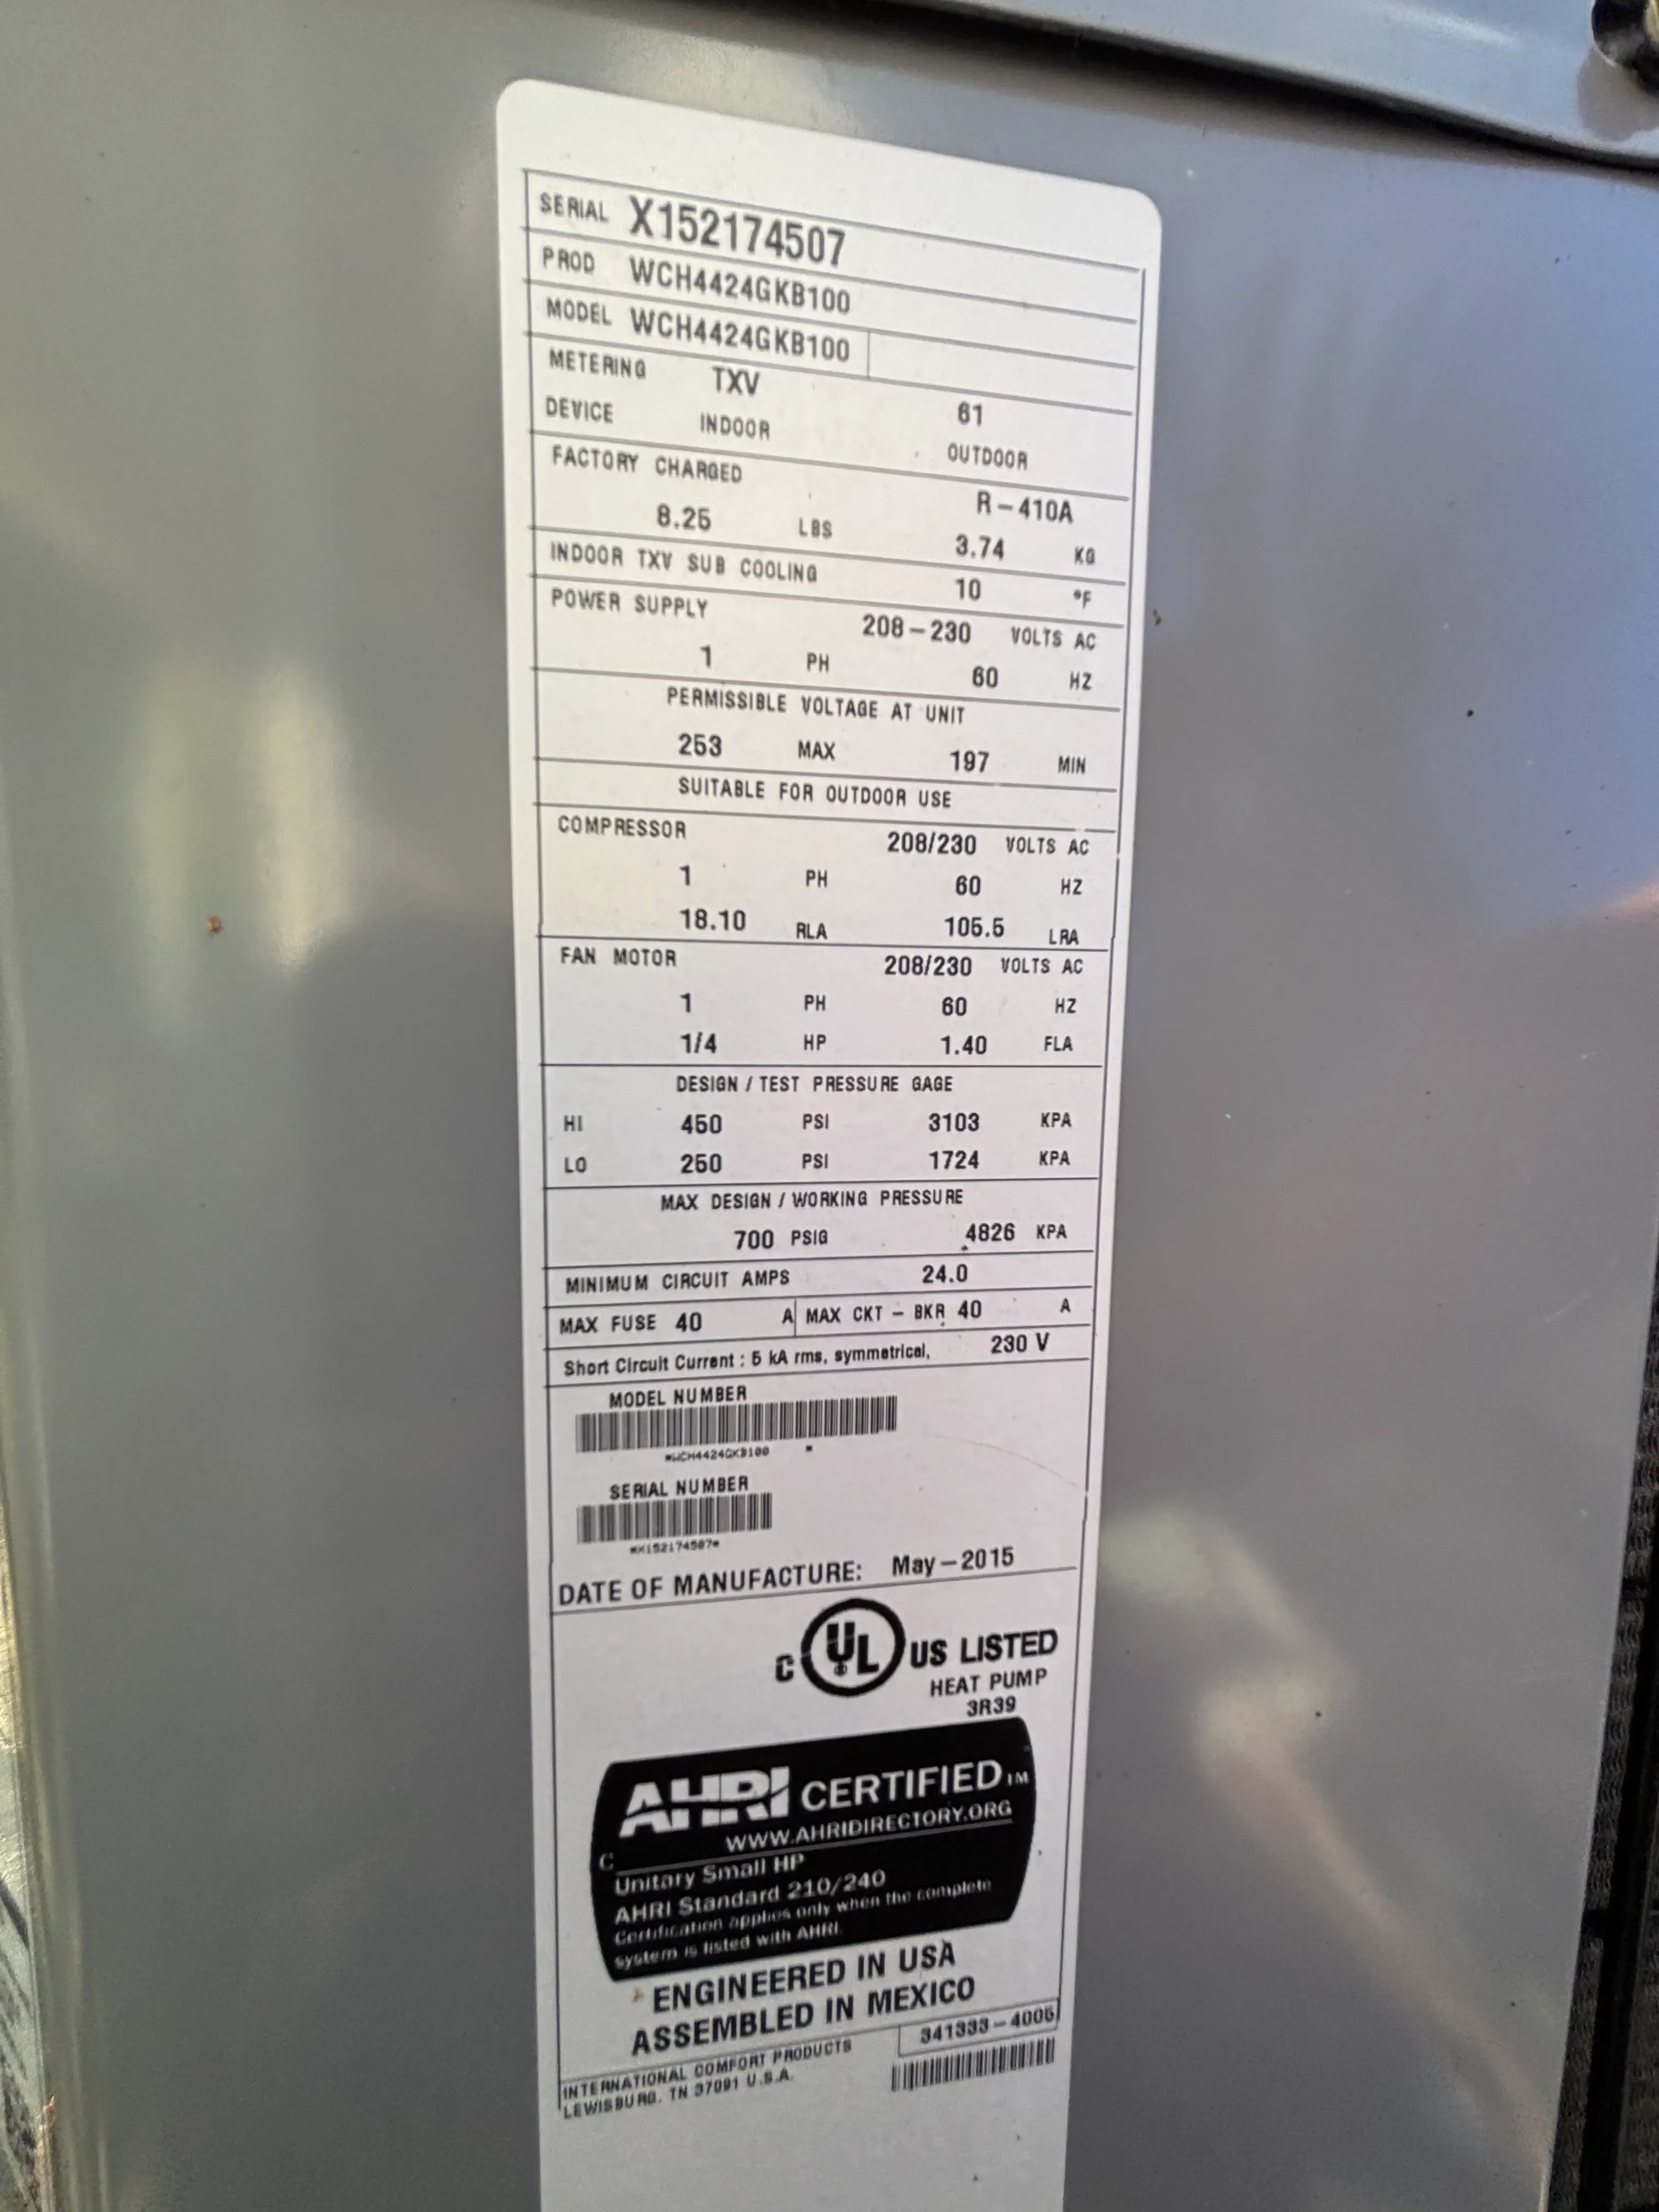 SERIAL X152174507
PROD WCH4424GKB100
MODEL WCH4424GKB100
METERING TXV 61
DEVICE INDOOR OUTDOOR
FACTORY CHARGED R-410A
8.25 LBS 3.74 KG
INDOOR TXV SUB COOLING 10 °F
POWER SUPPLY 208-230 VOLTS AC
1 PH 60 HZ
PERMISSIBLE VOLTAGE AT UNIT
253 MAX 197 MIN
SUITABLE FOR OUTDOOR USE
COMPRESSOR 208/230 VOLTS AC
1 PH 60 HZ
18.10 RLA 105.5 LRA
FAN MOTOR 208/230 VOLTS AC
1 PH 60 HZ
1/4 HP 1.40 FLA
DESIGN / TEST PRESSURE GAGE
HI 450 PSI 3103 KPA
LO 250 PSI 1724 KPA
MAX DESIGN / WORKING PRESSURE
700 PSIG 4826 KPA
MINIMUM CIRCUIT AMPS 24.0
MAX FUSE 40 A MAX CKT - BKR 40 A
Short Circuit Current : 5 kA rms, symmetrical, 230 V
MODEL NUMBER
*WCH4424GKB100 *
SERIAL NUMBER
*X152174507*
DATE OF MANUFACTURE: May-2015
C UL US LISTED
HEAT PUMP
3R39
AHRI CERTIFIED TM
WWW.AHRIDIRECTORY.ORG
C
Unitary Small HP
AHRI Standard 210/240
Certification applies only when the complete
system is listed with AHRI.
ENGINEERED IN USA
ASSEMBLED IN MEXICO
INTERNATIONAL COMFORT PRODUCTS
LEWISBURG, TN 37091 U.S.A.
341333-4005